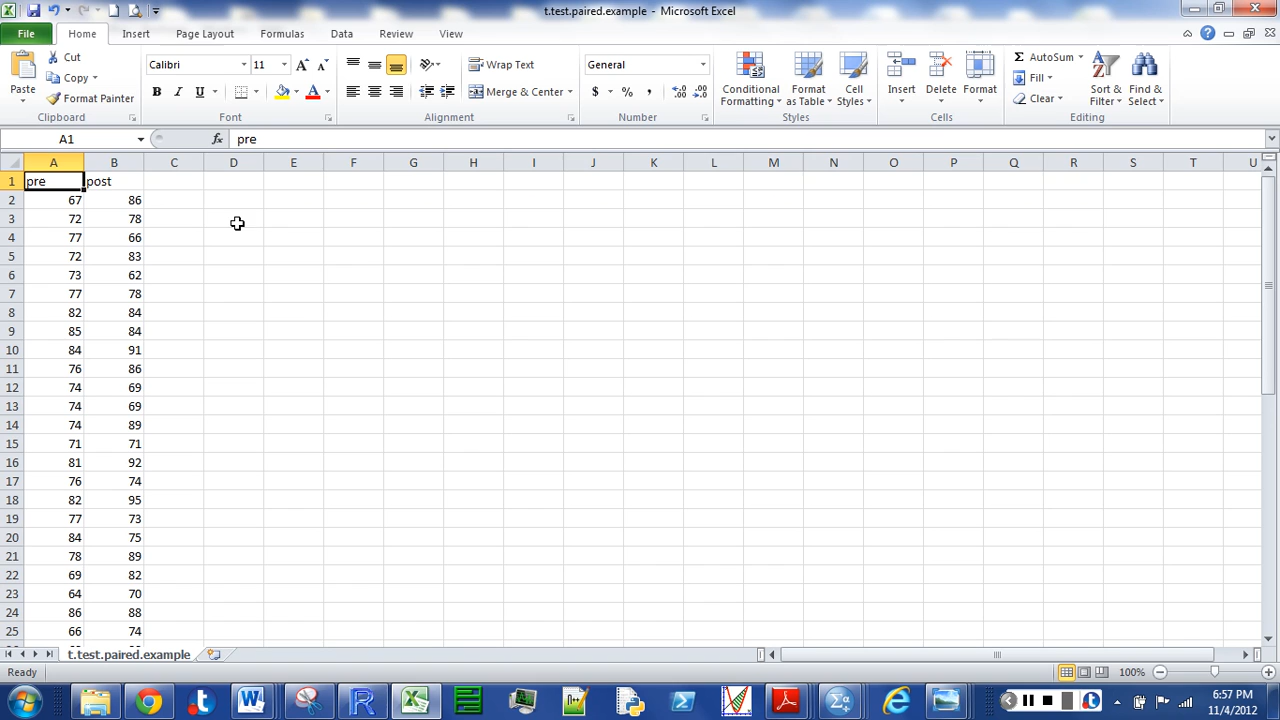 t.test.paired.example - Microsoft Excel
File Home Insert Page Layout Formulas Data Review View
Paste
Cut
Copy
Format Painter
Clipboard
Calibri 11
B I U
Font
Wrap Text
Merge & Center
Alignment
General
$ % ,
Number
Conditional Formatting
Format as Table
Cell Styles
Styles
Insert Delete Format
Cells
AutoSum
Fill
Clear
Sort & Filter
Find & Select
Editing
A1 fx pre
A B C D E F G H I J K L M N O P Q R S T U
1 pre post
2 67 86
3 72 78
4 77 66
5 72 83
6 73 62
7 77 78
8 82 84
9 85 84
10 84 91
11 76 86
12 74 69
13 74 69
14 74 89
15 71 71
16 81 92
17 76 74
18 82 95
19 77 73
20 84 75
21 78 89
22 69 82
23 64 70
24 86 88
25 66 74
t.test.paired.example
Ready 100%
6:57 PM
11/4/2012